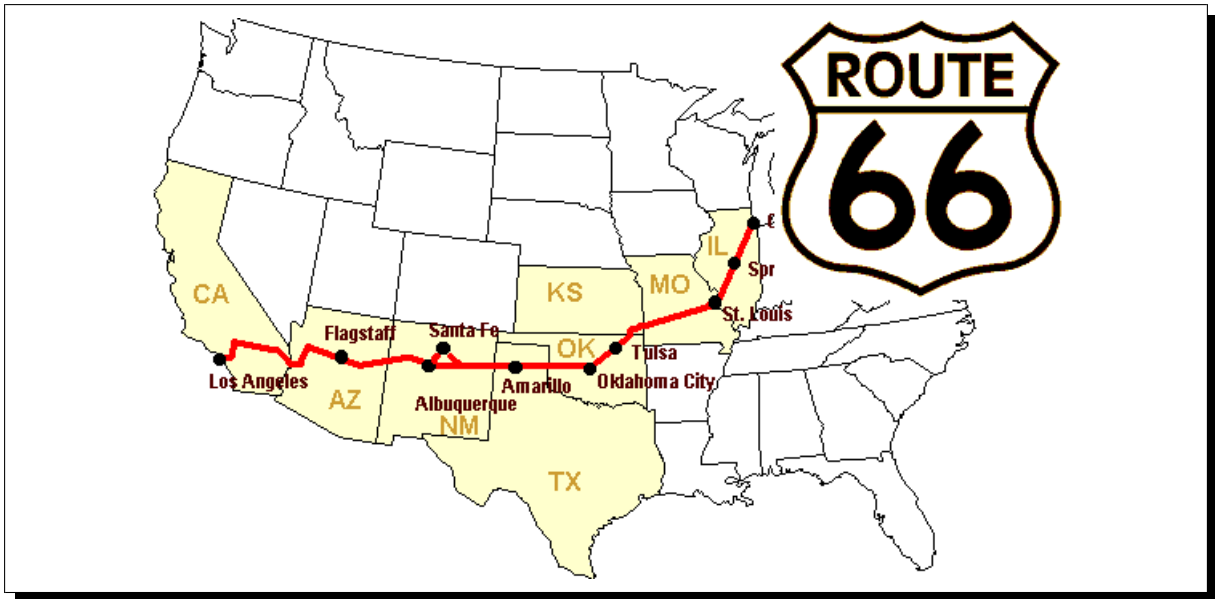 ROUTE
66
IL
Spr
MO
KS
CA
St. Louis
Flagstaff
Santa Fe
OK
Tulsa
Los Angeles
Amarillo
Oklahoma City
AZ
Albuquerque
NM
TX